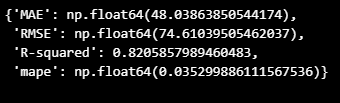 {'MAE': np.float64(48.03863850544174),
'RMSE': np.float64(74.61039505462037),
'R-squared': 0.8205857989460483,
'mape': np.float64(0.035299886111567536)}